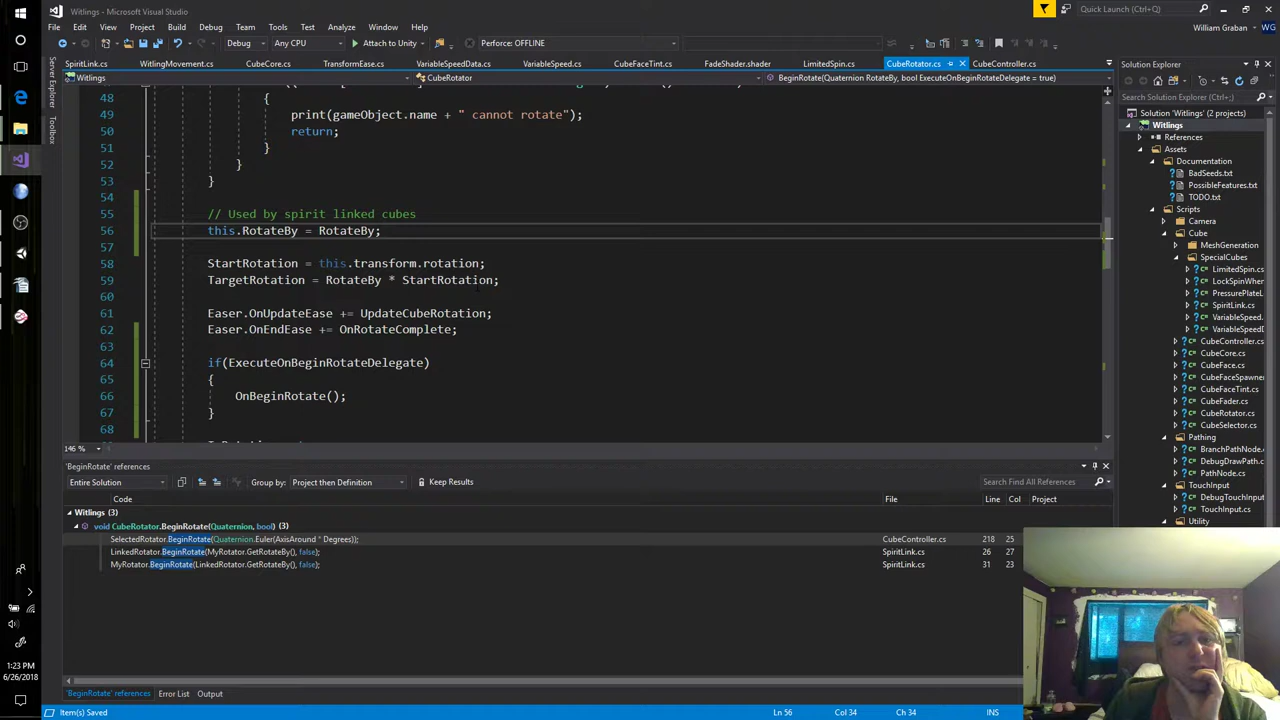 Witlings - Microsoft Visual Studio
Quick Launch (Ctrl+Q)
File Edit View Project Build Debug Team Tools Test Analyze Window Help
William Graban WG
Debug Any CPU Attach to Unity Perforce: OFFLINE
SpiritLink.cs WitlingMovement.cs CubeCore.cs TransformEase.cs VariableSpeedData.cs VariableSpeed.cs CubeFaceTint.cs FadeShader.shader LimitedSpin.cs CubeRotator.cs CubeController.cs
Witlings CubeRotator BeginRotate(Quaternion RotateBy, bool ExecuteOnBeginRotateDelegate = true)
48 {
49 print(gameObject.name + " cannot rotate");
50 return;
51 }
52 }
53 }
54
55 // Used by spirit linked cubes
56 this.RotateBy = RotateBy;
57
58 StartRotation = this.transform.rotation;
59 TargetRotation = RotateBy * StartRotation;
60
61 Easer.OnUpdateEase += UpdateCubeRotation;
62 Easer.OnEndEase += OnRotateComplete;
63
64 if(ExecuteOnBeginRotateDelegate)
65 {
66 OnBeginRotate();
67 }
68
146 %
'BeginRotate' references
Entire Solution Group by: Project then Definition Keep Results Search Find All References
Code File Line Col Project
Witlings (3)
void CubeRotator.BeginRotate(Quaternion, bool) (3)
SelectedRotator.BeginRotate(Quaternion.Euler(AxisAround * Degrees)); CubeController.cs 218 25
LinkedRotator.BeginRotate(MyRotator.GetRotateBy(), false); SpiritLink.cs 26 27
MyRotator.BeginRotate(LinkedRotator.GetRotateBy(), false); SpiritLink.cs 31 23
'BeginRotate' references Error List Output
Item(s) Saved Ln 56 Col 34 Ch 34 INS
Server Explorer
Toolbox
Solution Explorer
Search Solution Explorer (Ctrl+;)
Solution 'Witlings' (2 projects)
Witlings
References
Assets
Documentation
BadSeeds.txt
PossibleFeatures.txt
TODO.txt
Scripts
Camera
Cube
MeshGeneration
SpecialCubes
LimitedSpin.cs
LockSpinWhen
PressurePlateL
SpiritLink.cs
VariableSpeed.
VariableSpeedD
CubeController.cs
CubeCore.cs
CubeFace.cs
CubeFaceSpawner
CubeFaceTint.cs
CubeFader.cs
CubeRotator.cs
CubeSelector.cs
Pathing
BranchPathNode.c
DebugDrawPath.c
PathNode.cs
TouchInput
DebugTouchInput
TouchInput.cs
Utility
1:23 PM
6/26/2018